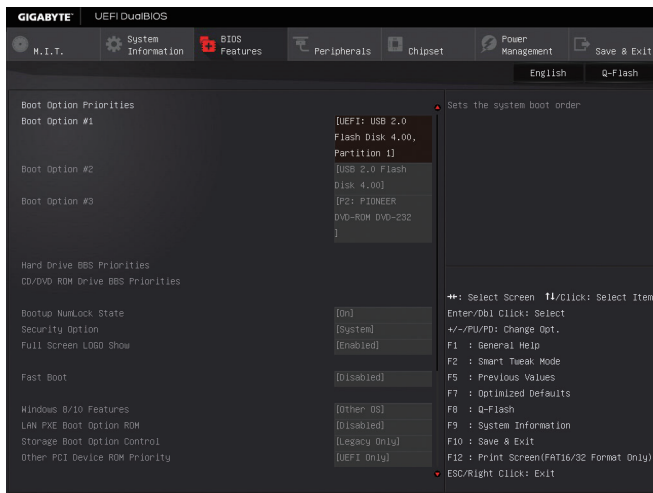 GIGABYTE™ UEFI DualBIOS
M.I.T. System Information BIOS Features Peripherals Chipset Power Management Save & Exit
English Q-Flash
Boot Option Priorities
Sets the system boot order
Boot Option #1 [UEFI: USB 2.0
Flash Disk 4.00,
Partition 1]
Boot Option #2 [USB 2.0 Flash
Disk 4.00]
Boot Option #3 [P2: PIONEER
DVD-ROM DVD-232
]
Hard Drive BBS Priorities
CD/DVD ROM Drive BBS Priorities
Bootup NumLock State [On]
Security Option [System]
Full Screen LOGO Show [Enabled]
Fast Boot [Disabled]
Windows 8/10 Features [Other OS]
LAN PXE Boot Option ROM [Disabled]
Storage Boot Option Control [Legacy Only]
Other PCI Device ROM Priority [UEFI Only]
→←: Select Screen ↑↓/Click: Select Item
Enter/Dbl Click: Select
+/-/PU/PD: Change Opt.
F1 : General Help
F2 : Smart Tweak Mode
F5 : Previous Values
F7 : Optimized Defaults
F8 : Q-Flash
F9 : System Information
F10 : Save & Exit
F12 : Print Screen(FAT16/32 Format Only)
ESC/Right Click: Exit